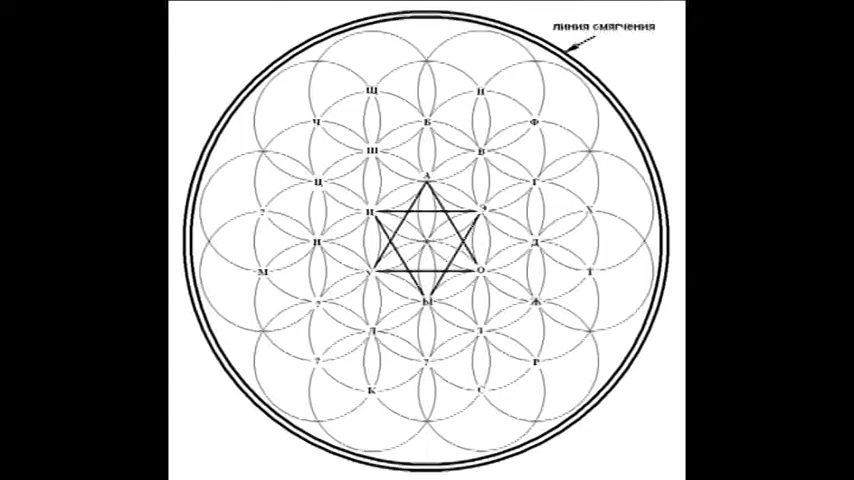 линия смягчения
Щ Н
Ч Б Ф
Ш В
А
Ц Г
? И Э Х
Н Д
М У О Т
Ы Ж
Л З
? ? Р
К С